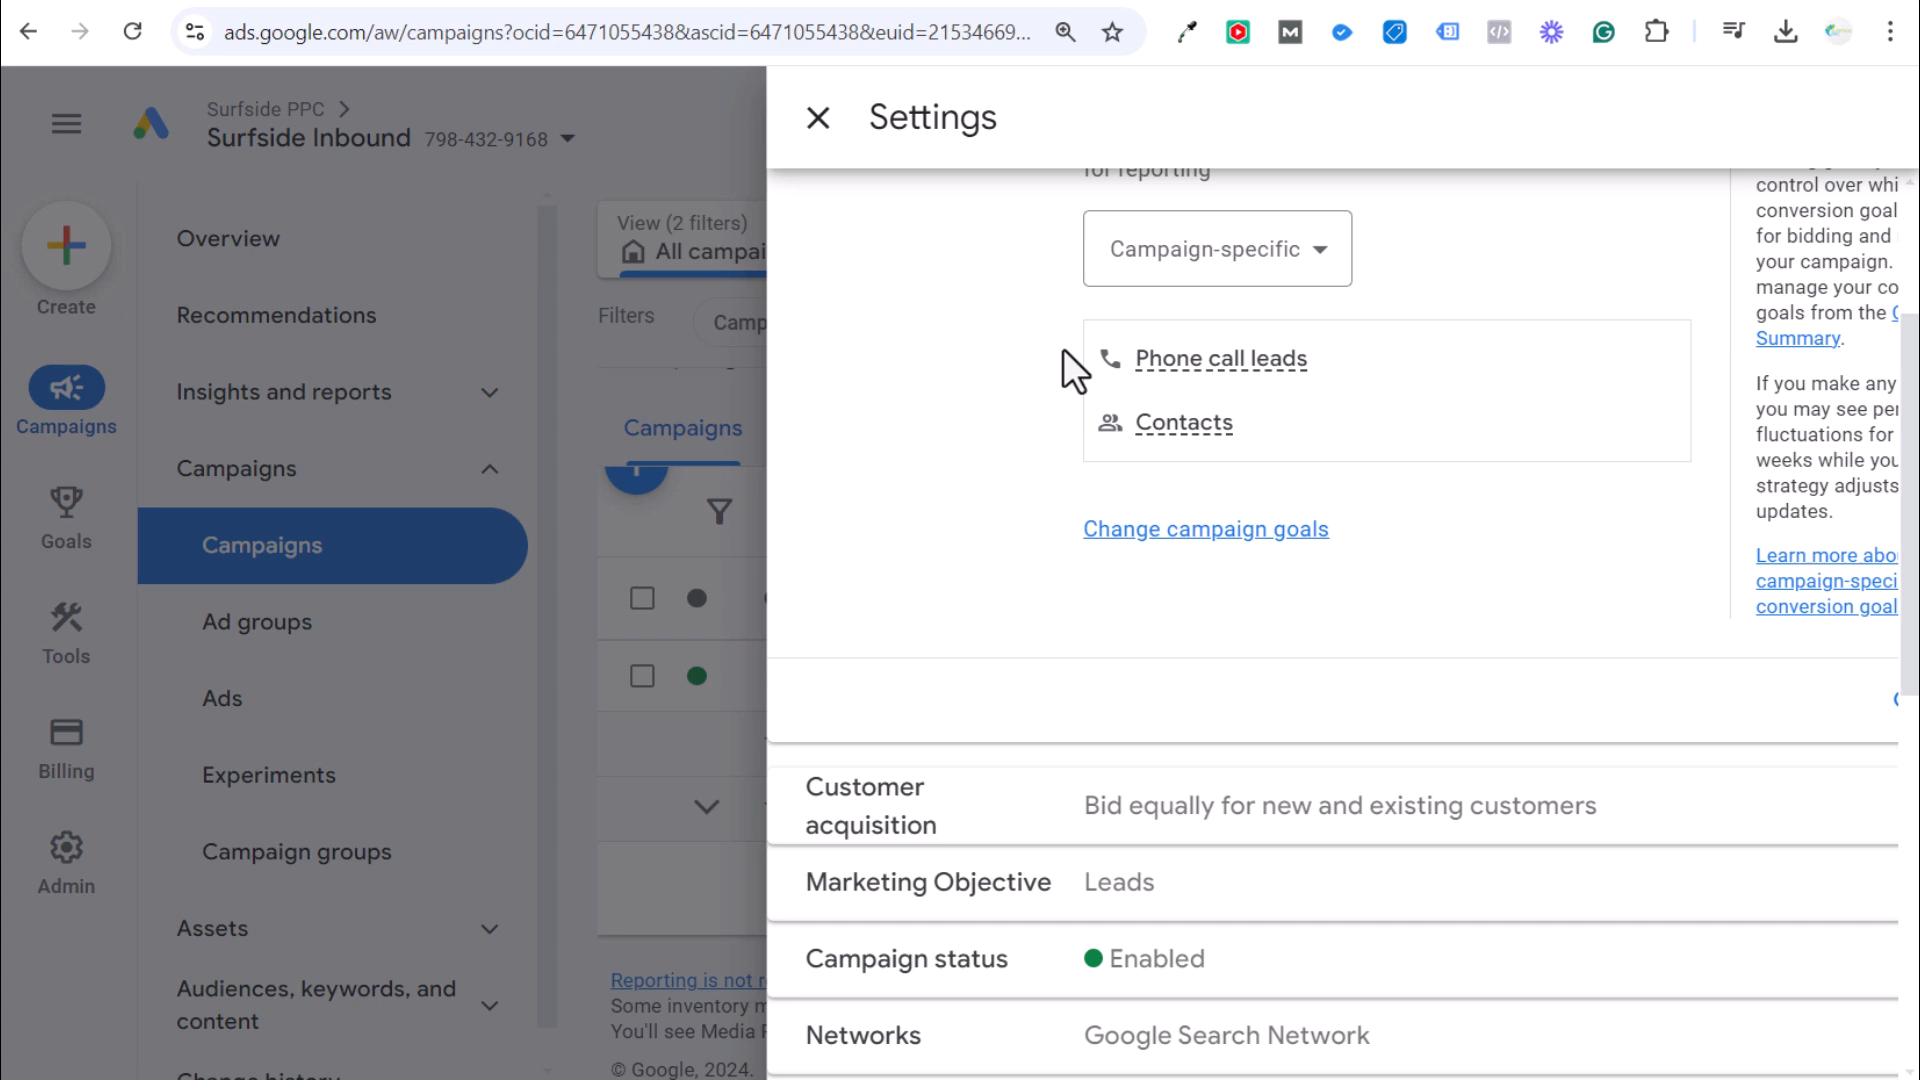 ads.google.com/aw/campaigns?ocid=6471055438&ascid=6471055438&euid=21534669...
Surfside PPC
Surfside Inbound 798-432-9168
Settings
Create
Campaigns
Goals
Tools
Billing
Admin
Overview
Recommendations
Insights and reports
Campaigns
Campaigns
Ad groups
Ads
Experiments
Campaign groups
Assets
Audiences, keywords, and
content
Change history
View (2 filters)
All campai
Filters
Camp
Campaigns
Reporting is not r
Some inventory m
You'll see Media
© Google, 2024.
for reporting
Campaign-specific
Phone call leads
Contacts
Change campaign goals
control over whi
conversion goal
for bidding and
your campaign.
manage your co
goals from the
Summary.
If you make any
you may see per
fluctuations for
weeks while you
strategy adjusts
updates.
Learn more abo
campaign-speci
conversion goal
Customer
acquisition
Bid equally for new and existing customers
Marketing Objective
Leads
Campaign status
Enabled
Networks
Google Search Network